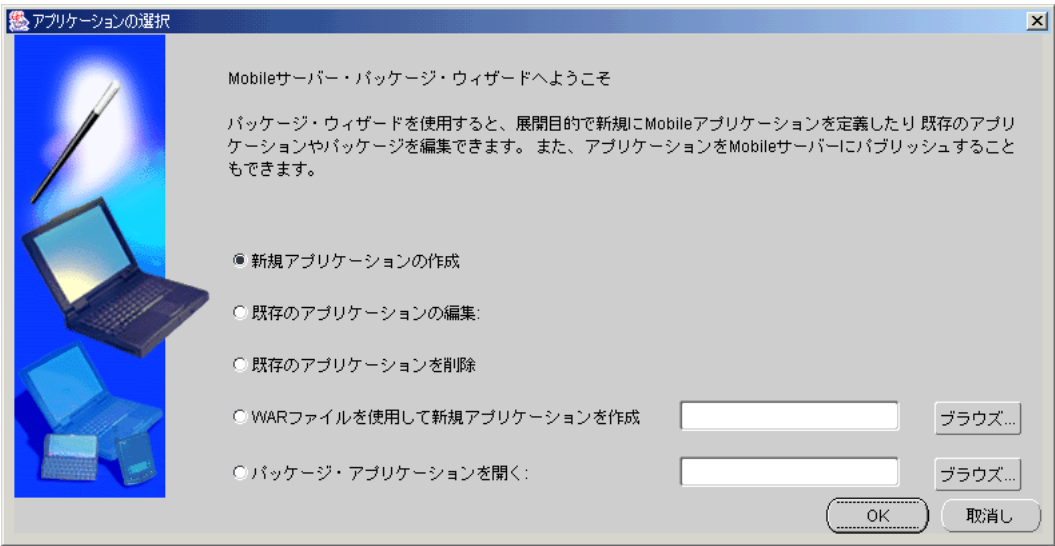 アプリケーションの選択
Mobileサーバー・パッケージ・ウィザードへようこそ
パッケージ・ウィザードを使用すると、展開目的で新規にMobileアプリケーションを定義したり 既存のアプリ
ケーションやパッケージを編集できます。 また、アプリケーションをMobileサーバーにパブリッシュすること
もできます。
新規アプリケーションの作成
既存のアプリケーションの編集:
既存のアプリケーションを削除
WARファイルを使用して新規アプリケーションを作成 ブラウズ...
パッケージ・アプリケーションを開く: ブラウズ...
OK 取消し